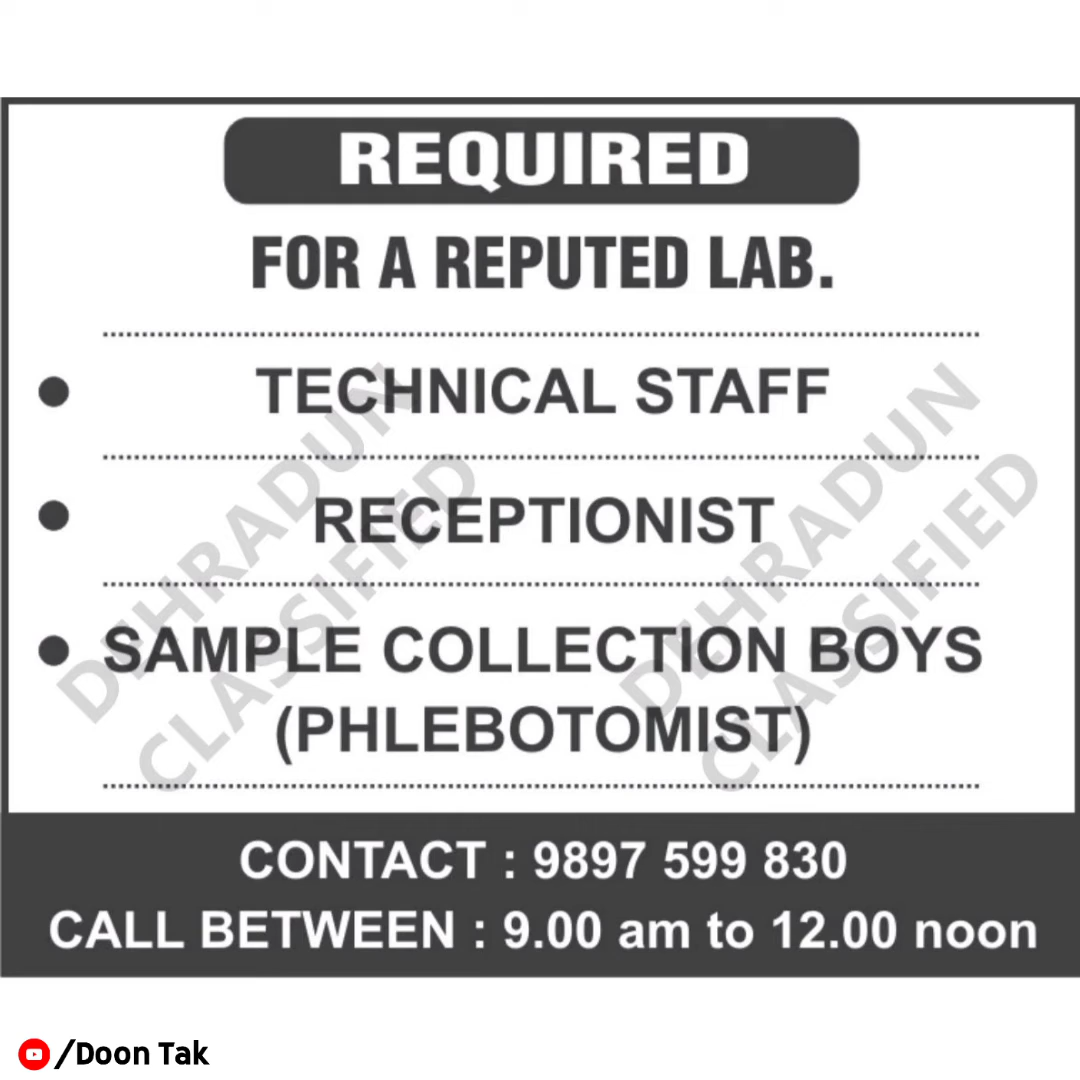 REQUIRED
FOR A REPUTED LAB.
• TECHNICAL STAFF
• RECEPTIONIST
• SAMPLE COLLECTION BOYS
(PHLEBOTOMIST)
DEHRADUN
CLASSIFIED
DEHRADUN
CLASSIFIED
CONTACT : 9897 599 830
CALL BETWEEN : 9.00 am to 12.00 noon
/Doon Tak